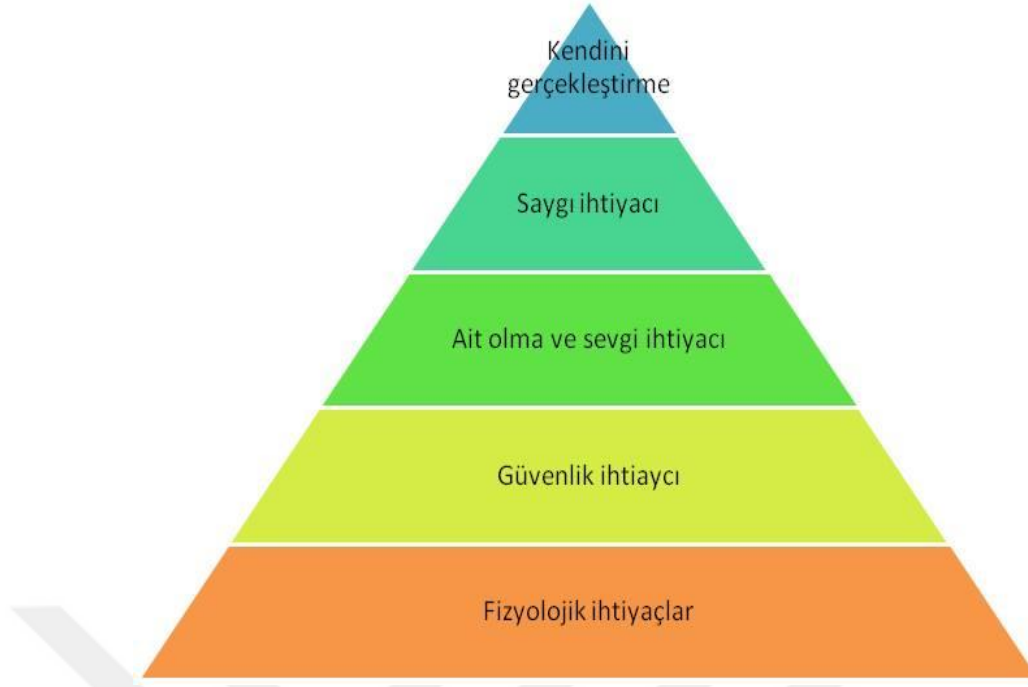 Kendini
gerçekleştirme
Saygı ihtiyacı
Ait olma ve sevgi ihtiyacı
Güvenlik ihtiaycı
Fizyolojik ihtiyaçlar